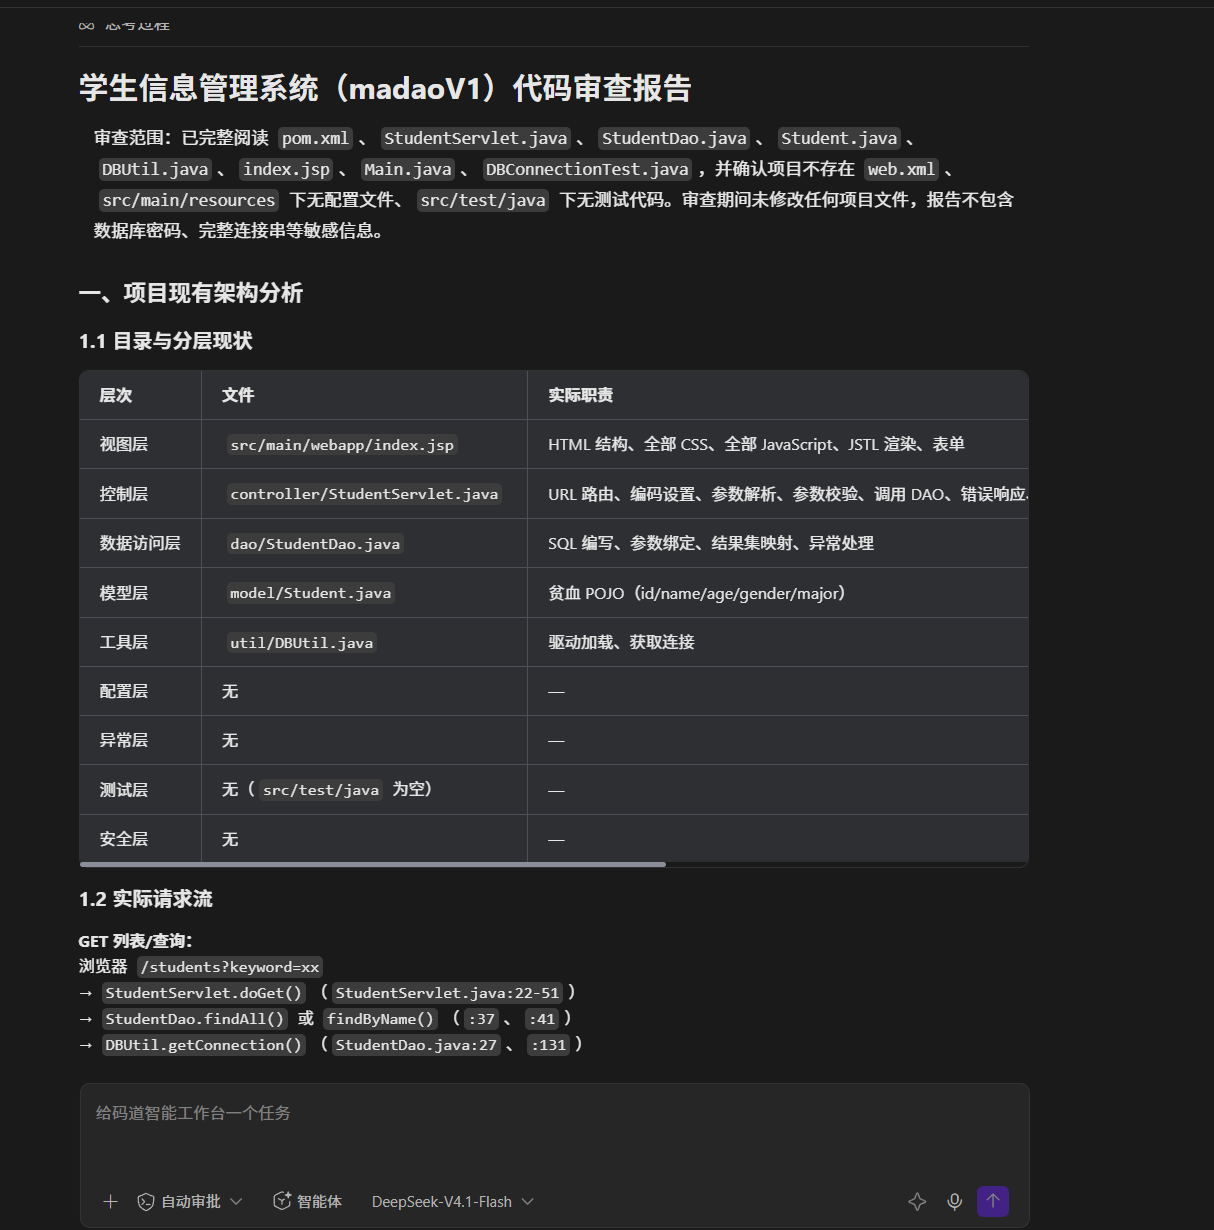 思考过程
学生信息管理系统（madaoV1）代码审查报告
审查范围：已完整阅读 pom.xml 、 StudentServlet.java 、 StudentDao.java 、 Student.java 、
DBUtil.java 、 index.jsp 、 Main.java 、 DBConnectionTest.java ，并确认项目不存在 web.xml 、
src/main/resources 下无配置文件、 src/test/java 下无测试代码。审查期间未修改任何项目文件，报告不包含
数据库密码、完整连接串等敏感信息。
一、项目现有架构分析
1.1 目录与分层现状
层次 文件 实际职责
视图层 src/main/webapp/index.jsp HTML 结构、全部 CSS、全部 JavaScript、JSTL 渲染、表单
控制层 controller/StudentServlet.java URL 路由、编码设置、参数解析、参数校验、调用 DAO、错误响应、
数据访问层 dao/StudentDao.java SQL 编写、参数绑定、结果集映射、异常处理
模型层 model/Student.java 贫血 POJO（id/name/age/gender/major）
工具层 util/DBUtil.java 驱动加载、获取连接
配置层 无 —
异常层 无 —
测试层 无（ src/test/java 为空） —
安全层 无 —
1.2 实际请求流
GET 列表/查询：
浏览器 /students?keyword=xx
→ StudentServlet.doGet() （ StudentServlet.java:22-51 ）
→ StudentDao.findAll() 或 findByName() （ :37 、 :41 ）
→ DBUtil.getConnection() （ StudentDao.java:27 、 :131 ）
给码道智能工作台一个任务
自动审批 智能体 DeepSeek-V4.1-Flash